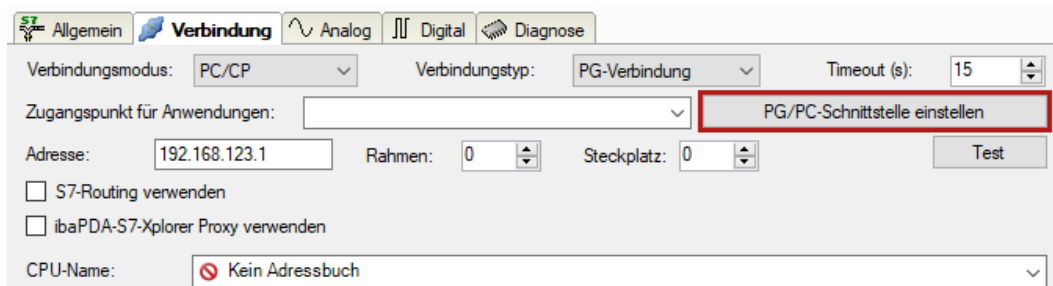 S7 Allgemein Verbindung Analog Digital Diagnose
Verbindungsmodus: PC/CP Verbindungstyp: PG-Verbindung Timeout (s): 15
Zugangspunkt für Anwendungen: PG/PC-Schnittstelle einstellen
Adresse: 192.168.123.1 Rahmen: 0 Steckplatz: 0 Test
S7-Routing verwenden
ibaPDA-S7-Xplorer Proxy verwenden
CPU-Name: Kein Adressbuch